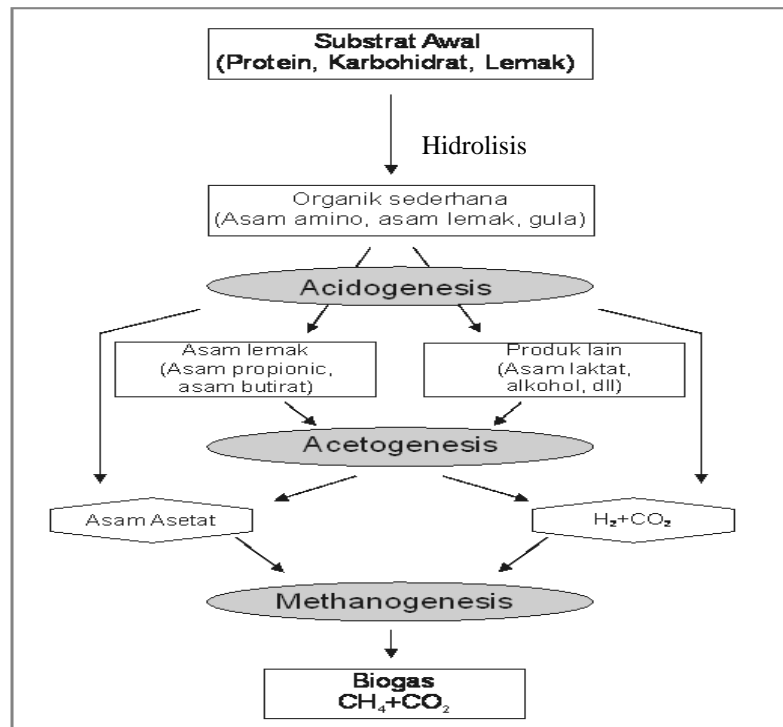 Substrat Awal
(Protein, Karbohidrat, Lemak)
Hidrolisis
Organik sederhana
(Asam amino, asam lemak, gula)
Acidogenesis
Asam lemak
(Asam propionic,
asam butirat)
Produk lain
(Asam laktat,
alkohol, dll)
Acetogenesis
Asam Asetat
H₂+CO₂
Methanogenesis
Biogas
CH₄+CO₂